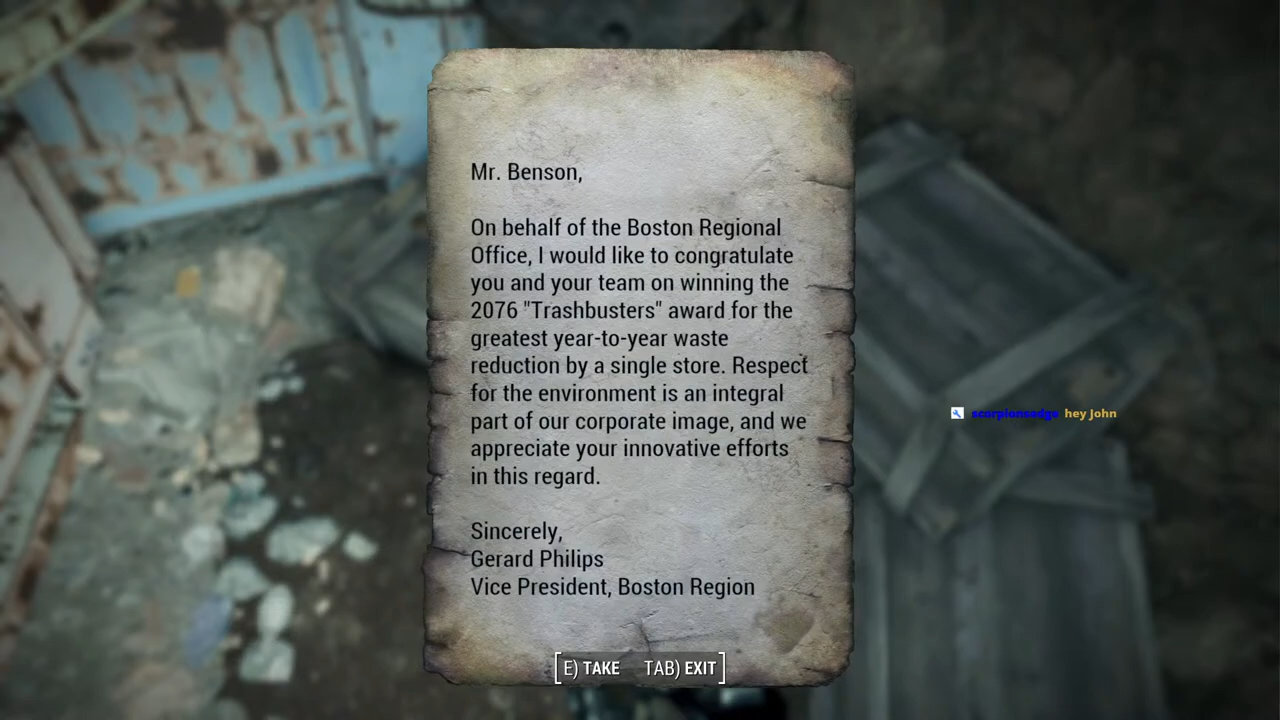 Mr. Benson,
On behalf of the Boston Regional
Office, I would like to congratulate
you and your team on winning the
2076 "Trashbusters" award for the
greatest year-to-year waste
reduction by a single store. Respect
for the environment is an integral
part of our corporate image, and we
appreciate your innovative efforts
in this regard.
Sincerely,
Gerard Philips
Vice President, Boston Region
scorpionsedge hey John
E) TAKE TAB) EXIT